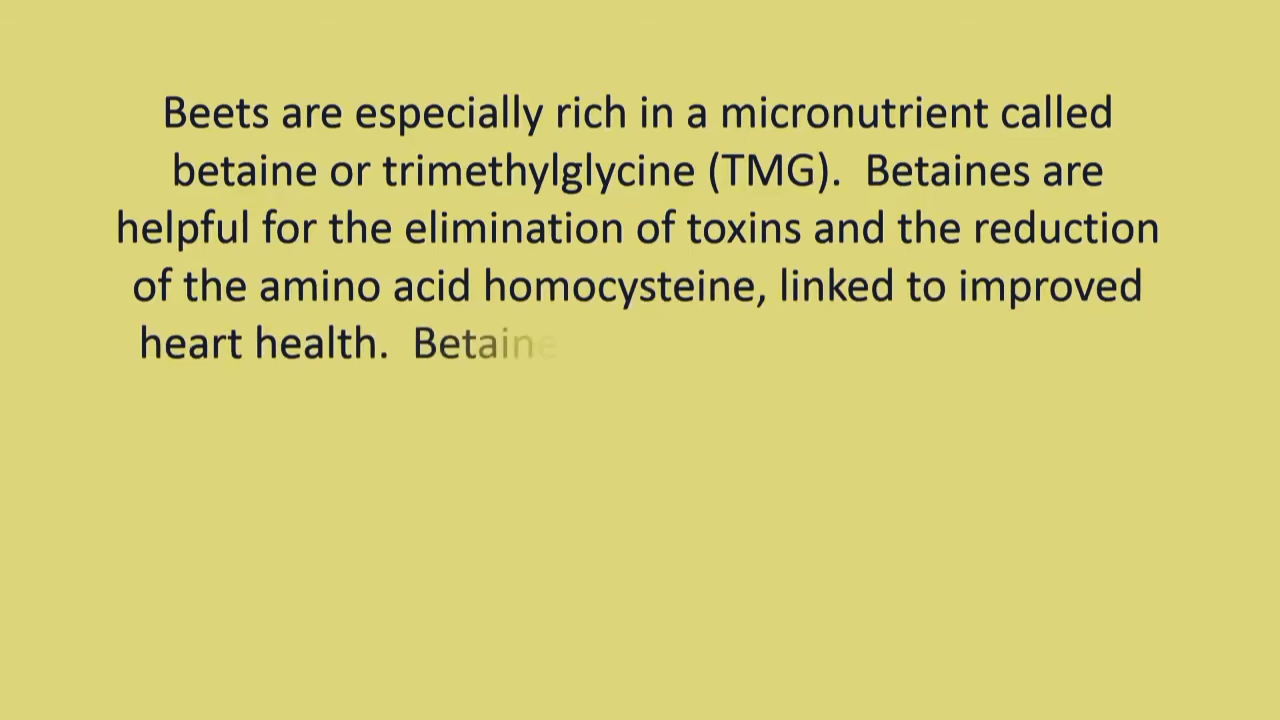 Beets are especially rich in a micronutrient called
betaine or trimethylglycine (TMG).  Betaines are
helpful for the elimination of toxins and the reduction
of the amino acid homocysteine, linked to improved
heart health.  Betaine